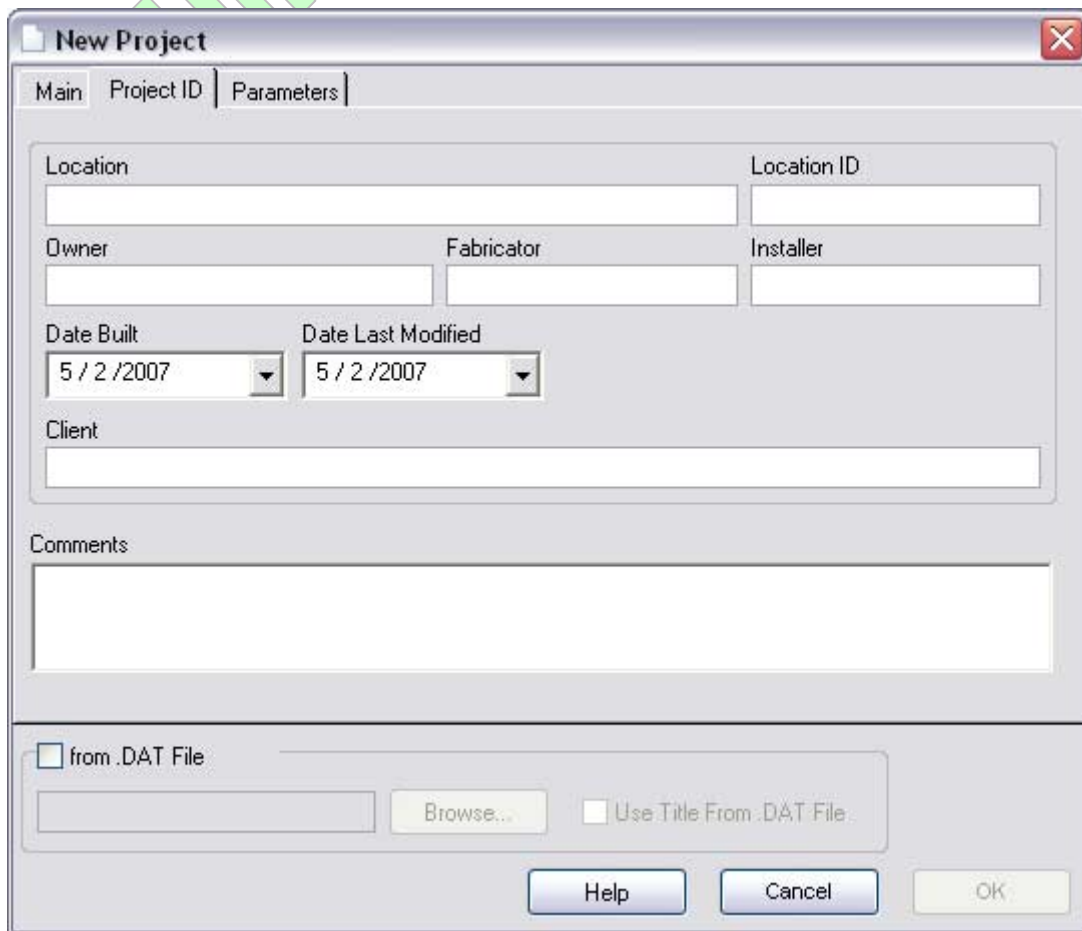 New Project
Main Project ID Parameters
Location Location ID
Owner Fabricator Installer
Date Built Date Last Modified
5 / 2 /2007 5 / 2 /2007
Client
Comments
from .DAT File
Browse... Use Title From .DAT File
Help Cancel OK